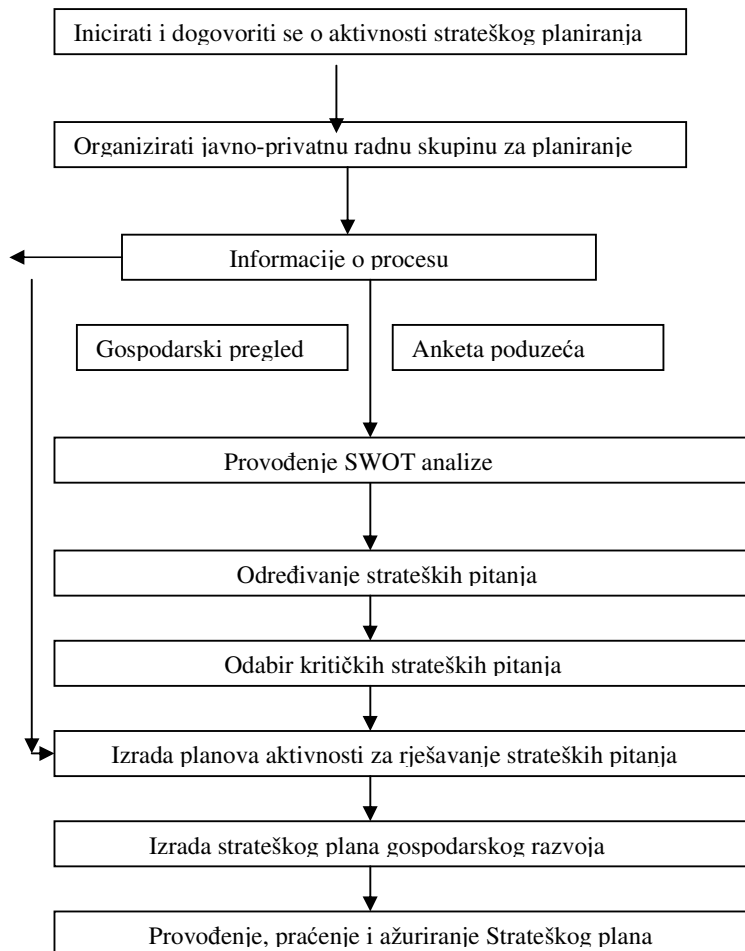 Inicirati i dogovoriti se o aktivnosti strateškog planiranja
Organizirati javno-privatnu radnu skupinu za planiranje
Informacije o procesu
Gospodarski pregled
Anketa poduzeća
Provođenje SWOT analize
Određivanje strateških pitanja
Odabir kritičkih strateških pitanja
Izrada planova aktivnosti za rješavanje strateških pitanja
Izrada strateškog plana gospodarskog razvoja
Provođenje, praćenje i ažuriranje Strateškog plana